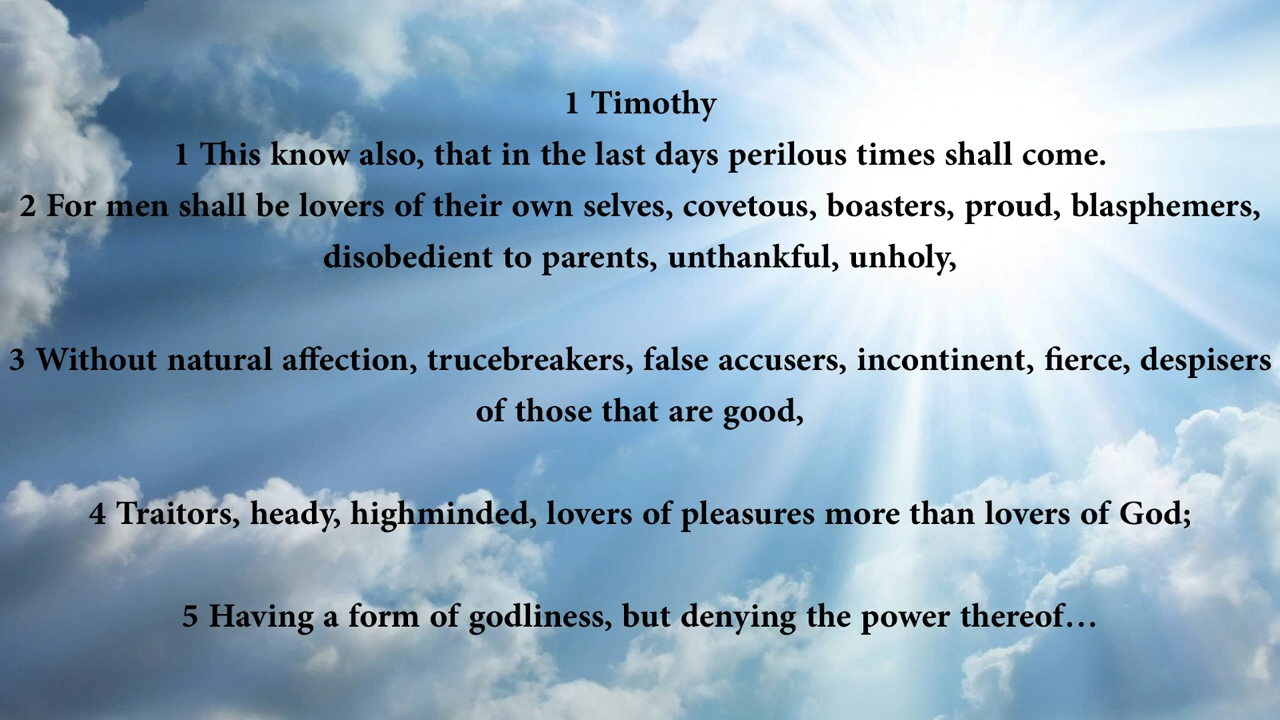 1 Timothy
1 This know also, that in the last days perilous times shall come.
2 For men shall be lovers of their own selves, covetous, boasters, proud, blasphemers,
disobedient to parents, unthankful, unholy,
3 Without natural affection, trucebreakers, false accusers, incontinent, fierce, despisers
of those that are good,
4 Traitors, heady, highminded, lovers of pleasures more than lovers of God;
5 Having a form of godliness, but denying the power thereof…